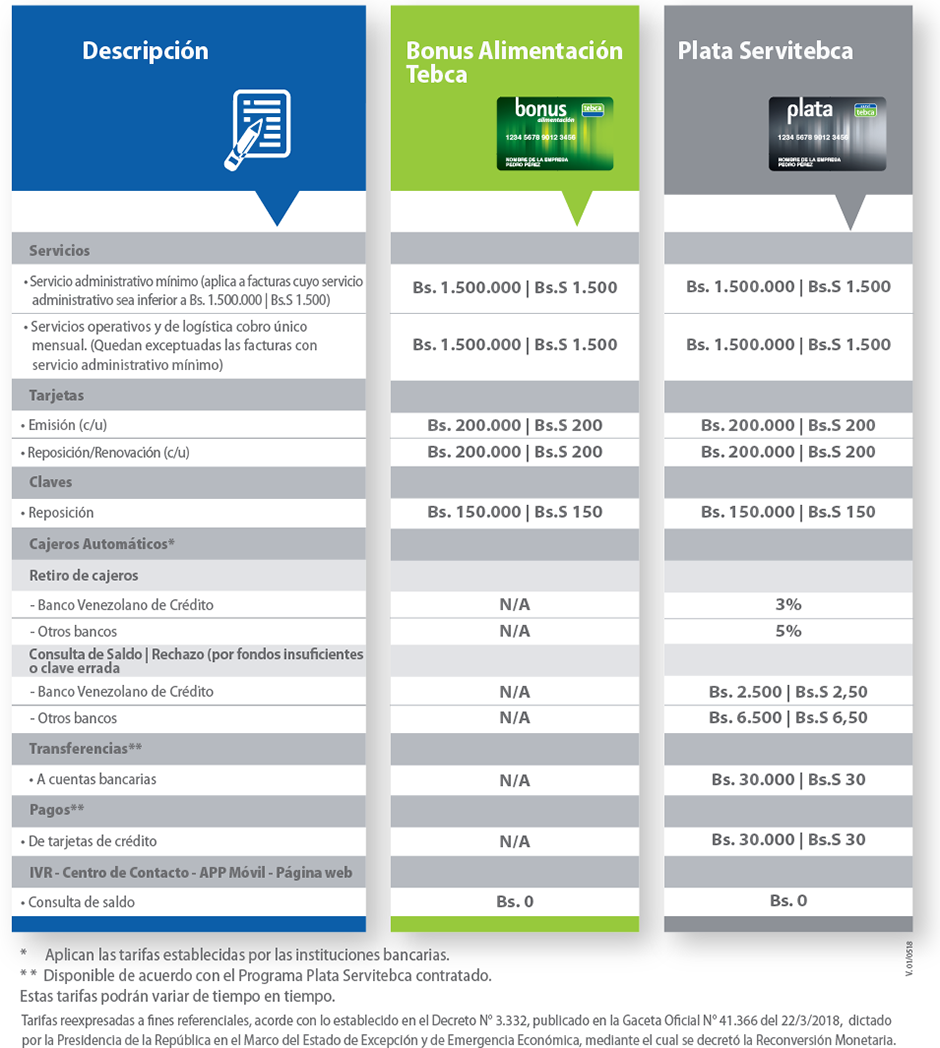 Descripción
Bonus Alimentación
Tebca
Plata Servitebca
bonus
alimentación
tebca
1234 5678 9012 3456
NOMBRE DE LA EMPRESA
PEDRO PÉREZ
plata
tebca
1234 5678 9012 3456
NOMBRE DE LA EMPRESA
PEDRO PÉREZ
Servicios
• Servicio administrativo mínimo (aplica a facturas cuyo servicio
administrativo sea inferior a Bs. 1.500.000 | Bs.S 1.500)
Bs. 1.500.000 | Bs.S 1.500
Bs. 1.500.000 | Bs.S 1.500
• Servicios operativos y de logística cobro único
mensual. (Quedan exceptuadas las facturas con
servicio administrativo mínimo)
Bs. 1.500.000 | Bs.S 1.500
Bs. 1.500.000 | Bs.S 1.500
Tarjetas
• Emisión (c/u)
Bs. 200.000 | Bs.S 200
Bs. 200.000 | Bs.S 200
• Reposición/Renovación (c/u)
Bs. 200.000 | Bs.S 200
Bs. 200.000 | Bs.S 200
Claves
• Reposición
Bs. 150.000 | Bs.S 150
Bs. 150.000 | Bs.S 150
Cajeros Automáticos*
Retiro de cajeros
- Banco Venezolano de Crédito
N/A
3%
- Otros bancos
N/A
5%
Consulta de Saldo | Rechazo (por fondos insuficientes
o clave errada
- Banco Venezolano de Crédito
N/A
Bs. 2.500 | Bs.S 2,50
- Otros bancos
N/A
Bs. 6.500 | Bs.S 6,50
Transferencias**
• A cuentas bancarias
N/A
Bs. 30.000 | Bs.S 30
Pagos**
• De tarjetas de crédito
N/A
Bs. 30.000 | Bs.S 30
IVR - Centro de Contacto - APP Móvil - Página web
• Consulta de saldo
Bs. 0
Bs. 0
* Aplican las tarifas establecidas por las instituciones bancarias.
** Disponible de acuerdo con el Programa Plata Servitebca contratado.
Estas tarifas podrán variar de tiempo en tiempo.
V. 01/0518
Tarifas reexpresadas a fines referenciales, acorde con lo establecido en el Decreto N° 3.332, publicado en la Gaceta Oficial N° 41.366 del 22/3/2018, dictado
por la Presidencia de la República en el Marco del Estado de Excepción y de Emergencia Económica, mediante el cual se decretó la Reconversión Monetaria.